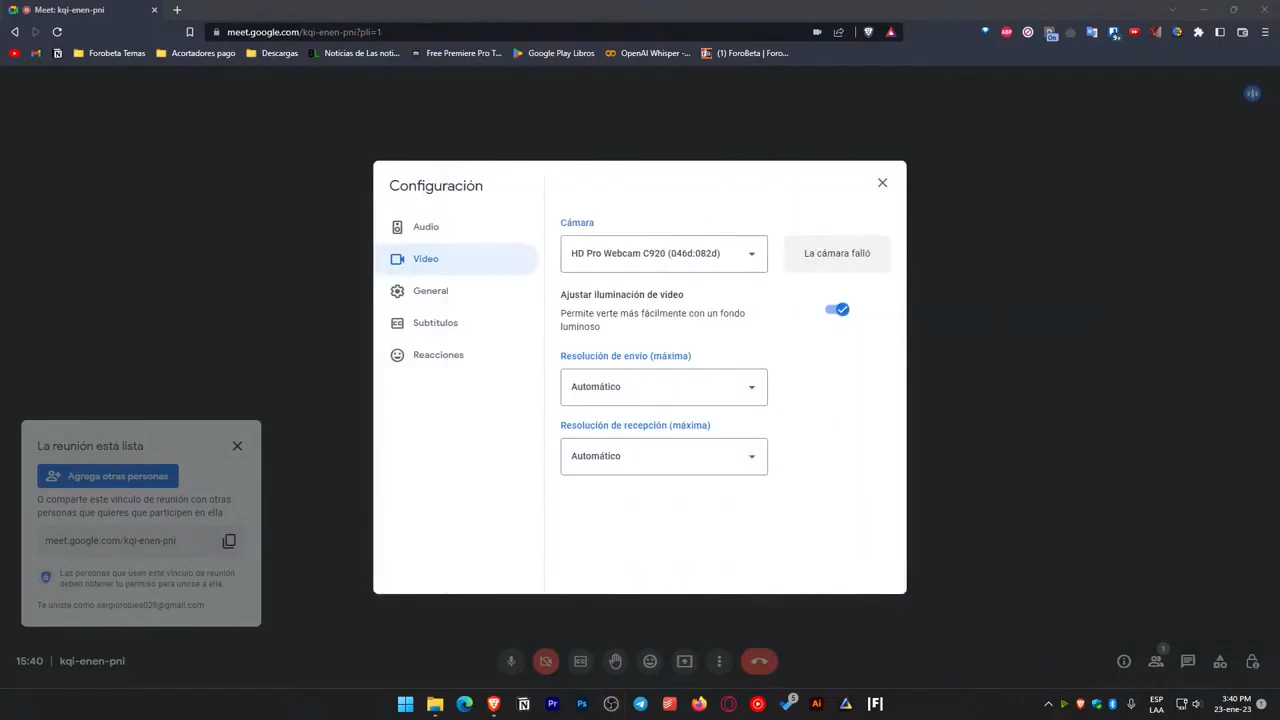 Meet: kqi-enen-pni
meet.google.com/kqi-enen-pni?pli=1
Forobeta Temas
Acortadores pago
Descargas
Noticias de Las noti...
Free Premiere Pro T...
Google Play Libros
OpenAI Whisper -...
(1) ForoBeta | Foro...
Configuración
Audio
Video
General
Subtítulos
Reacciones
Cámara
HD Pro Webcam C920 (046d:082d)
La cámara falló
Ajustar iluminación de video
Permite verte más fácilmente con un fondo
luminoso
Resolución de envío (máxima)
Automático
Resolución de recepción (máxima)
Automático
La reunión está lista
Agrega otras personas
O comparte este vínculo de reunión con otras
personas que quieres que participen en ella
meet.google.com/kqi-enen-pni
Las personas que usen este vínculo de reunión
deben obtener tu permiso para unirse a ella.
Te uniste como sergiorobles029@gmail.com
15:40 | kqi-enen-pni
1
5
ESP
LAA
3:40 PM
23-ene-23